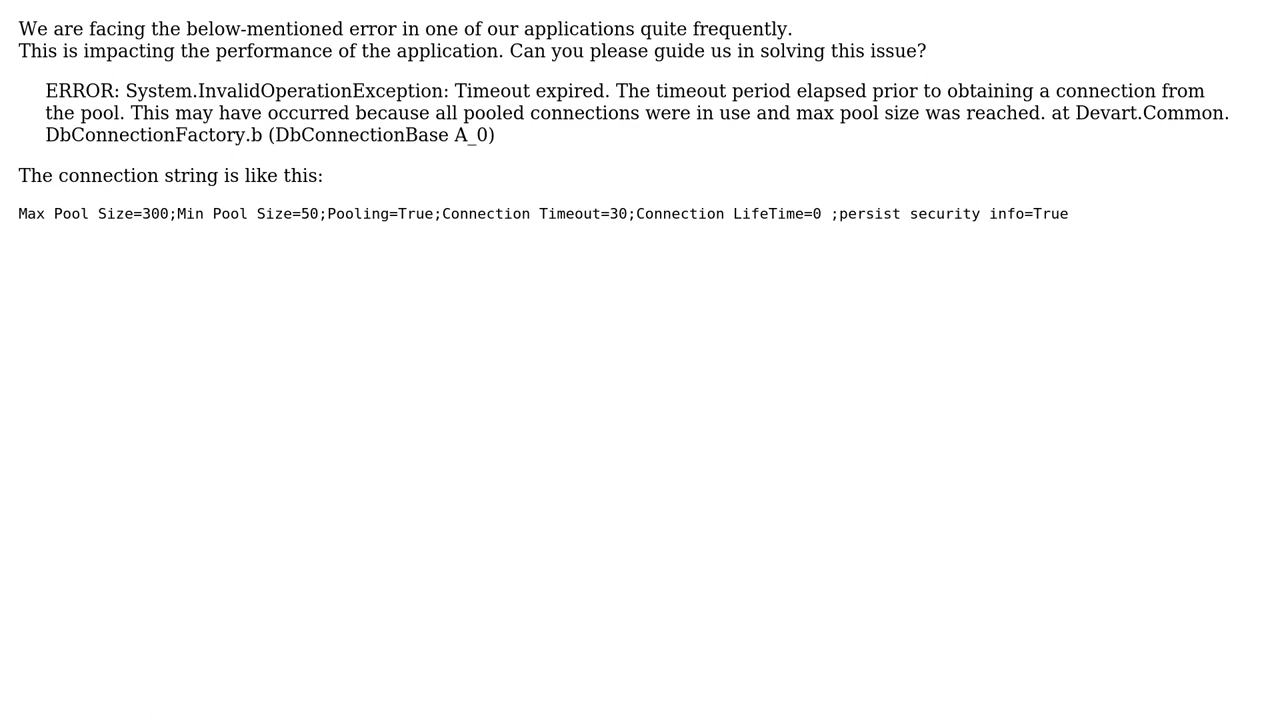 We are facing the below-mentioned error in one of our applications quite frequently.
This is impacting the performance of the application. Can you please guide us in solving this issue?
ERROR: System.InvalidOperationException: Timeout expired. The timeout period elapsed prior to obtaining a connection from
the pool. This may have occurred because all pooled connections were in use and max pool size was reached. at Devart.Common.
DbConnectionFactory.b (DbConnectionBase A_0)
The connection string is like this:
Max Pool Size=300;Min Pool Size=50;Pooling=True;Connection Timeout=30;Connection LifeTime=0 ;persist security info=True